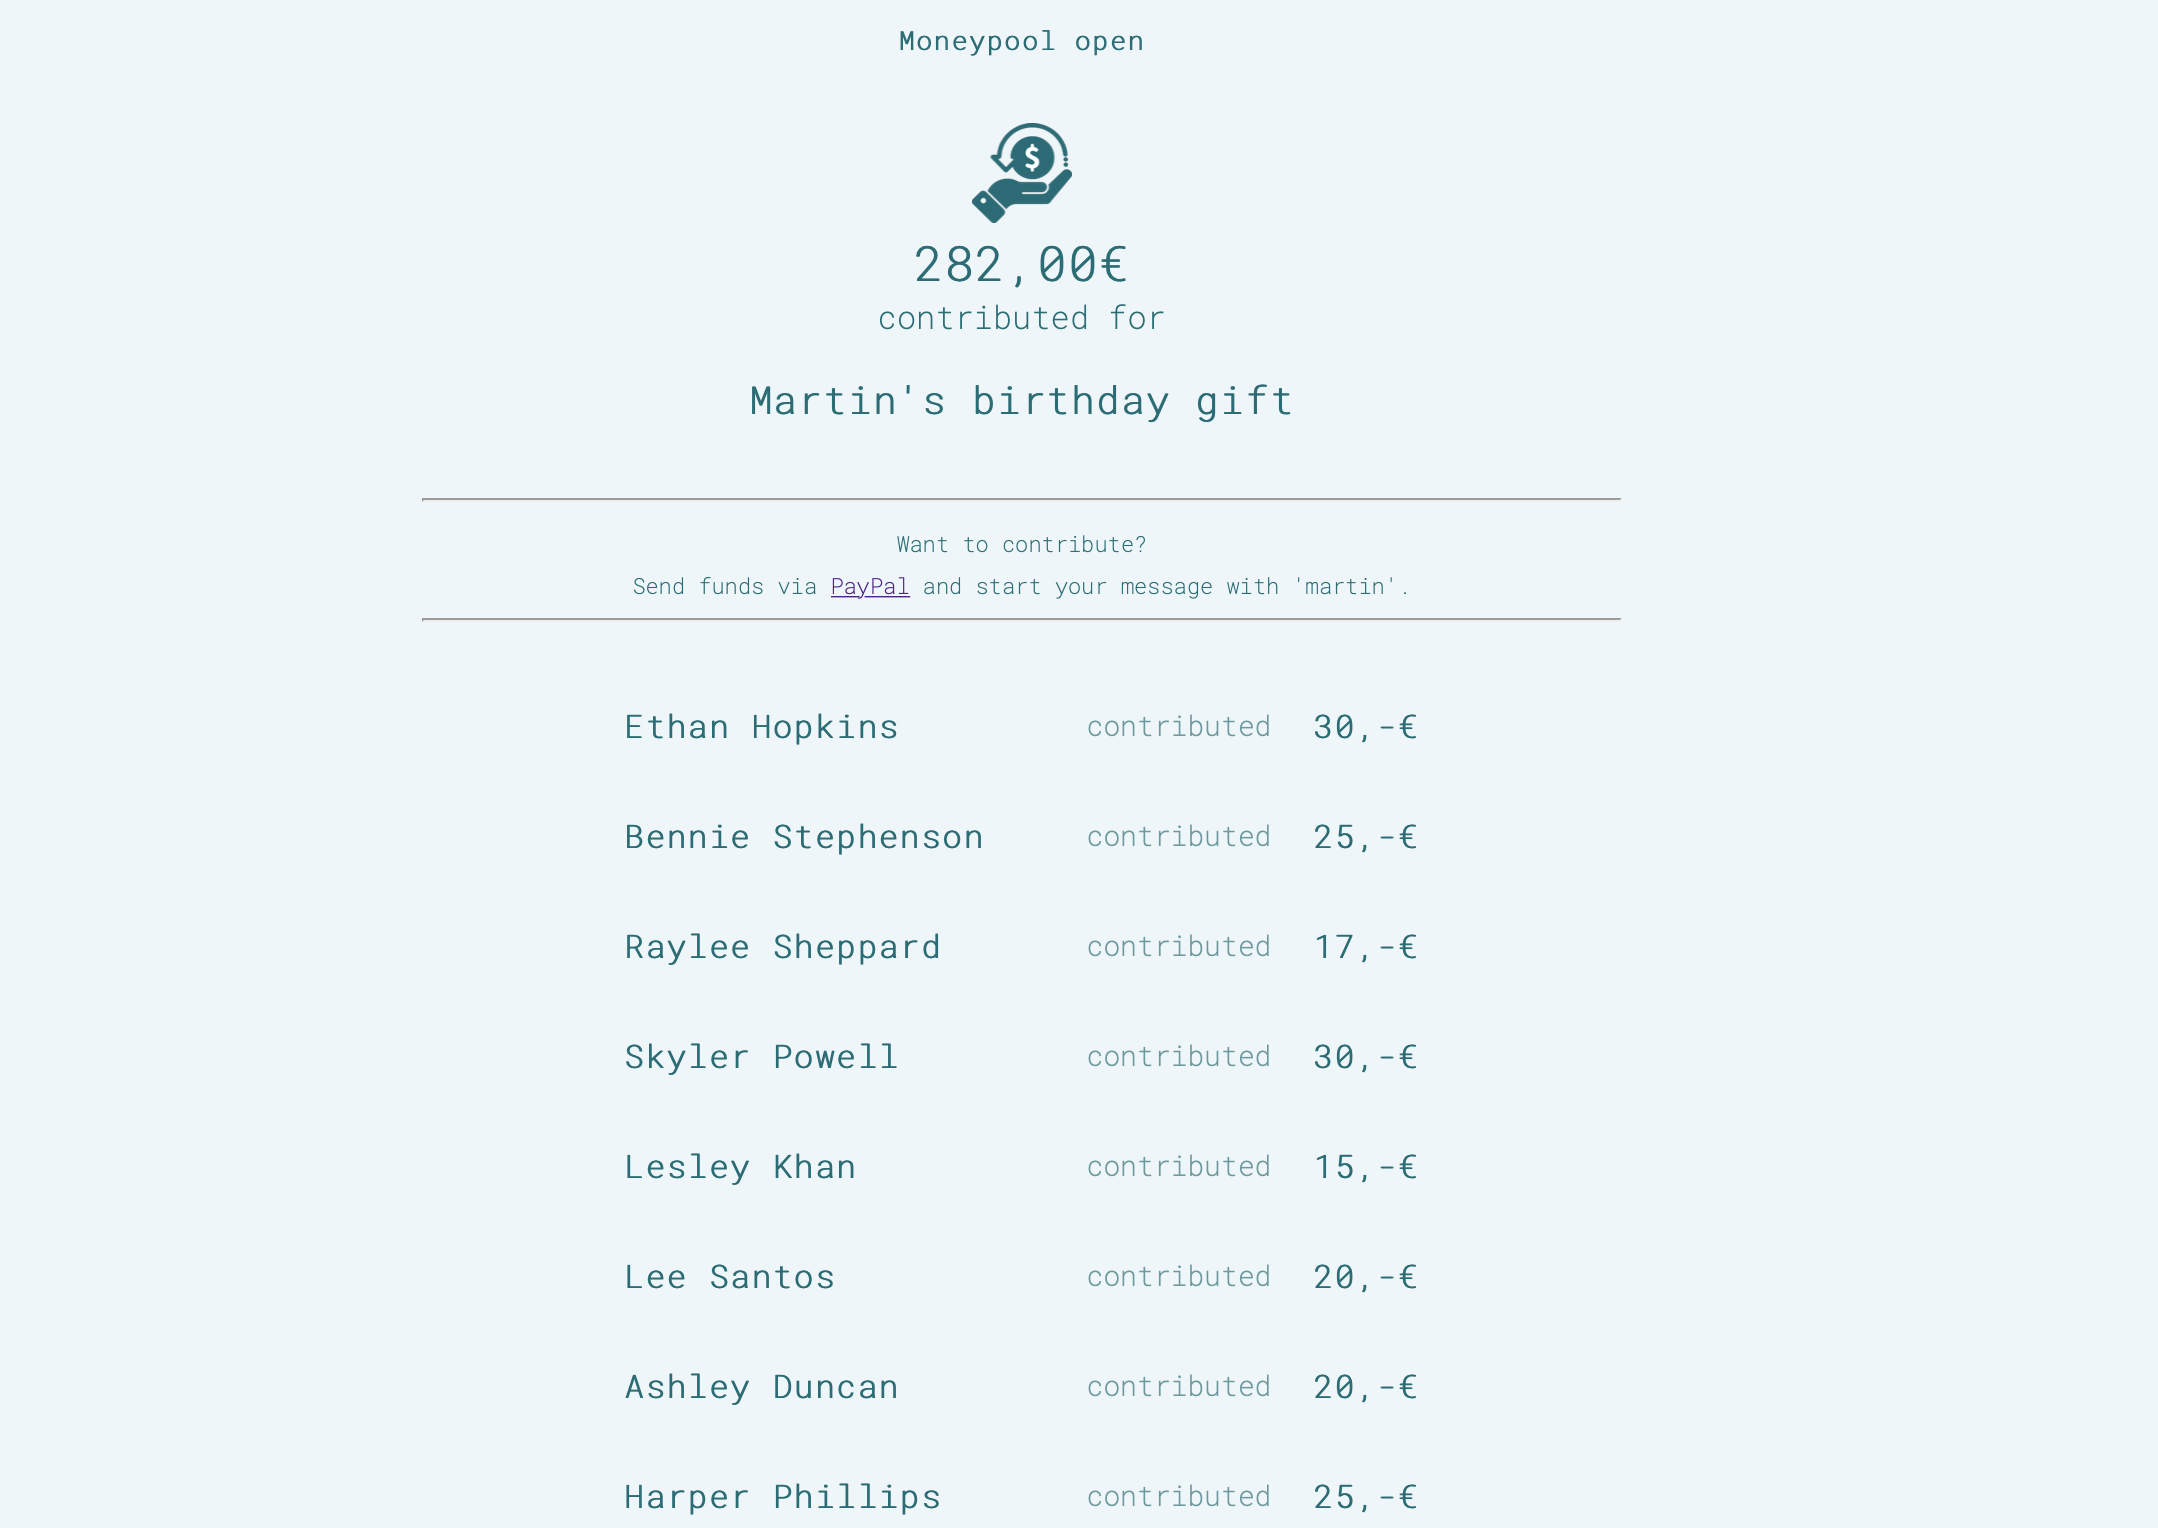 Moneypool open
$
282,00€
contributed for
Martin's birthday gift
Want to contribute?
Send funds via PayPal and start your message with 'martin'.
Ethan Hopkins contributed 30,-€
Bennie Stephenson contributed 25,-€
Raylee Sheppard contributed 17,-€
Skyler Powell contributed 30,-€
Lesley Khan contributed 15,-€
Lee Santos contributed 20,-€
Ashley Duncan contributed 20,-€
Harper Phillips contributed 25,-€